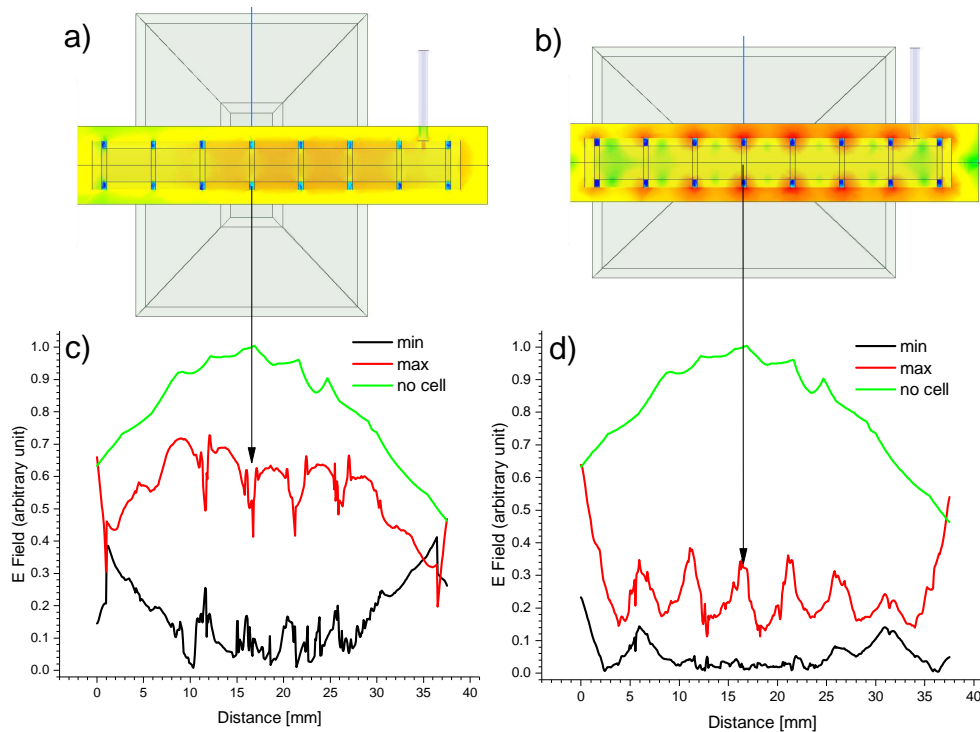 a)
b)
c)
min
max
no cell
1.0
0.9
0.8
0.7
0.6
0.5
0.4
0.3
0.2
0.1
0.0
E Field (arbitrary unit)
0 5 10 15 20 25 30 35 40
Distance [mm]
d)
min
max
no cell
1.0
0.9
0.8
0.7
0.6
0.5
0.4
0.3
0.2
0.1
0.0
E Field (arbitrary unit)
0 5 10 15 20 25 30 35 40
Distance [mm]